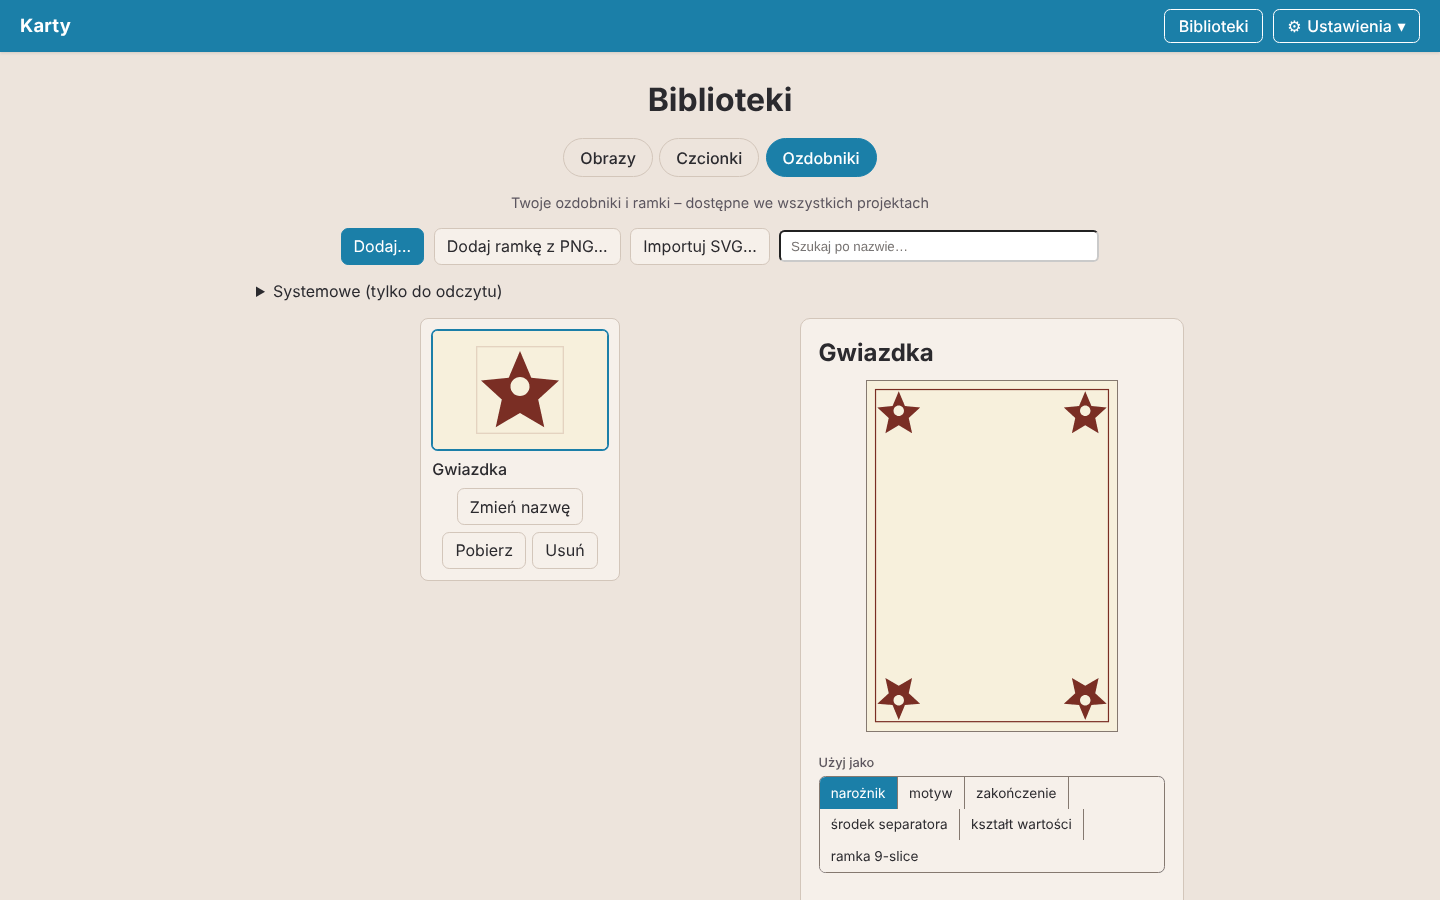 Karty
Biblioteki
⚙ Ustawienia ▾
Biblioteki
Obrazy
Czcionki
Ozdobniki
Twoje ozdobniki i ramki – dostępne we wszystkich projektach
Dodaj…
Dodaj ramkę z PNG…
Importuj SVG…
Szukaj po nazwie…
▶ Systemowe (tylko do odczytu)
Gwiazdka
Zmień nazwę
Pobierz
Usuń
Gwiazdka
Użyj jako
narożnik
motyw
zakończenie
środek separatora
kształt wartości
ramka 9-slice